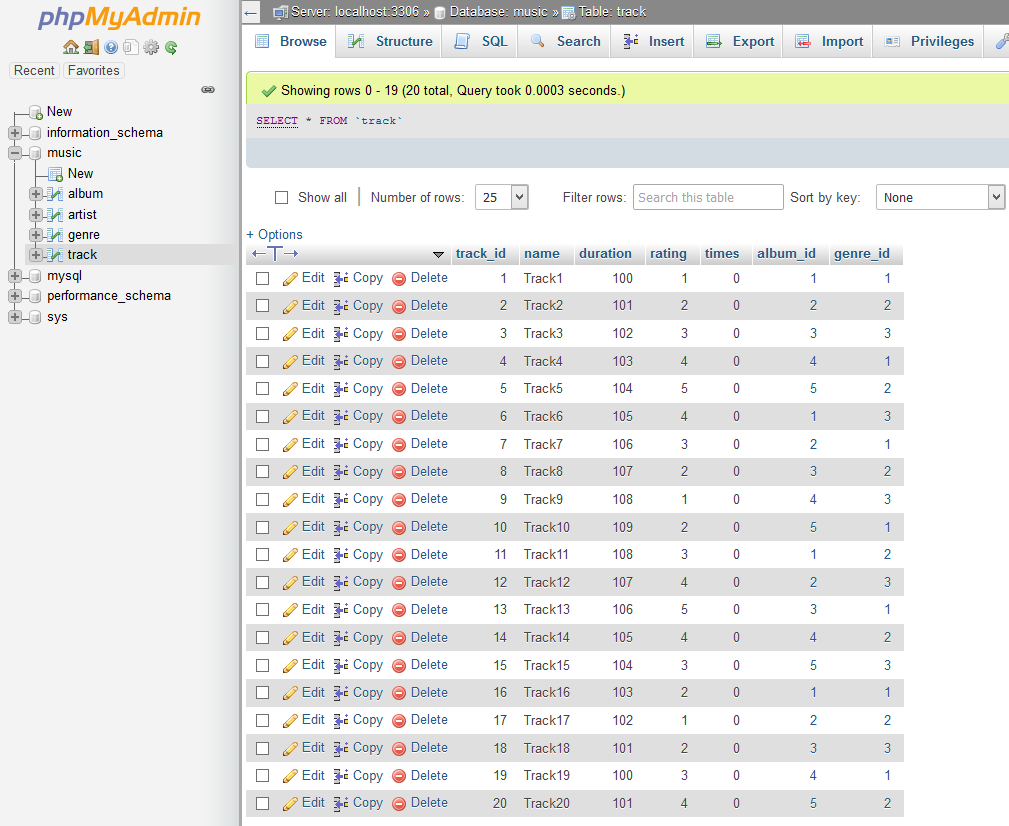 phpMyAdmin
Recent Favorites
New
information_schema
music
New
album
artist
genre
track
mysql
performance_schema
sys
Server: localhost:3306 » Database: music » Table: track
Browse Structure SQL Search Insert Export Import Privileges
Showing rows 0 - 19 (20 total, Query took 0.0003 seconds.)
SELECT * FROM `track`
Show all | Number of rows: 25 Filter rows: Search this table Sort by key: None
+ Options
←T→ track_id name duration rating times album_id genre_id
Edit Copy Delete 1 Track1 100 1 0 1 1
Edit Copy Delete 2 Track2 101 2 0 2 2
Edit Copy Delete 3 Track3 102 3 0 3 3
Edit Copy Delete 4 Track4 103 4 0 4 1
Edit Copy Delete 5 Track5 104 5 0 5 2
Edit Copy Delete 6 Track6 105 4 0 1 3
Edit Copy Delete 7 Track7 106 3 0 2 1
Edit Copy Delete 8 Track8 107 2 0 3 2
Edit Copy Delete 9 Track9 108 1 0 4 3
Edit Copy Delete 10 Track10 109 2 0 5 1
Edit Copy Delete 11 Track11 108 3 0 1 2
Edit Copy Delete 12 Track12 107 4 0 2 3
Edit Copy Delete 13 Track13 106 5 0 3 1
Edit Copy Delete 14 Track14 105 4 0 4 2
Edit Copy Delete 15 Track15 104 3 0 5 3
Edit Copy Delete 16 Track16 103 2 0 1 1
Edit Copy Delete 17 Track17 102 1 0 2 2
Edit Copy Delete 18 Track18 101 2 0 3 3
Edit Copy Delete 19 Track19 100 3 0 4 1
Edit Copy Delete 20 Track20 101 4 0 5 2